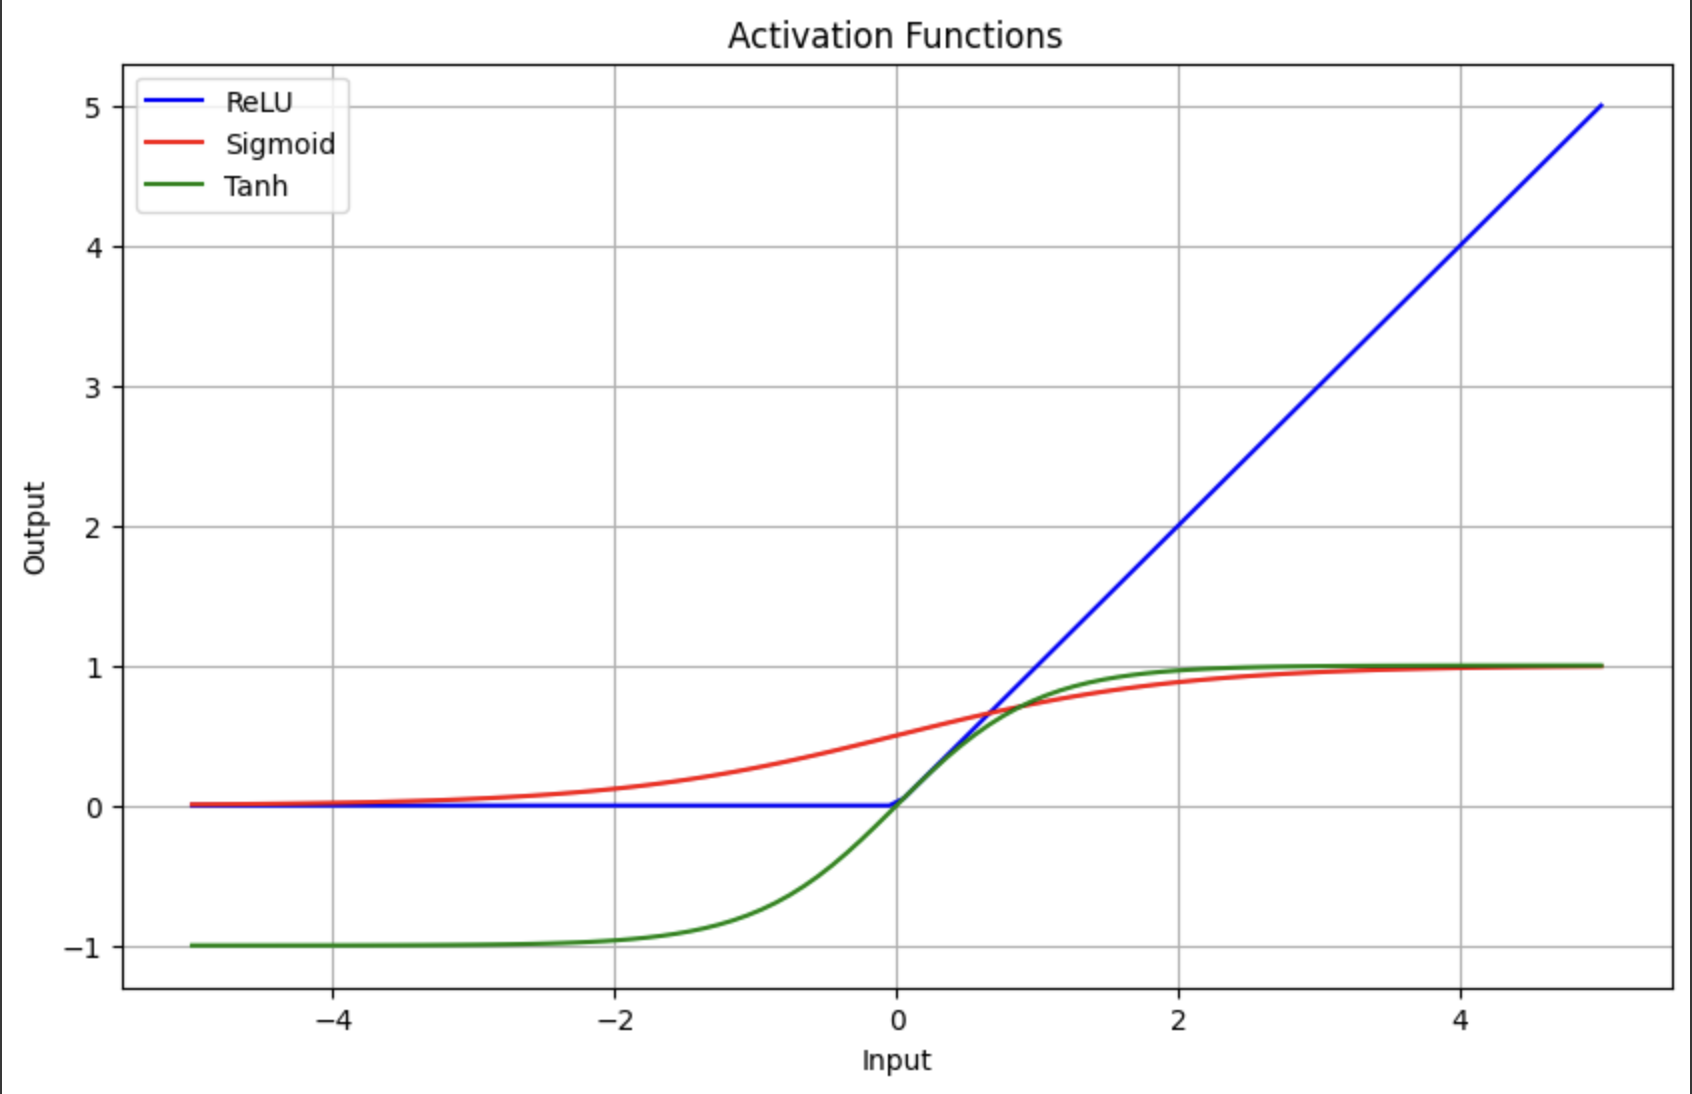 Activation Functions
ReLU
Sigmoid
Tanh
5
4
3
2
1
0
−1
Output
−4
−2
0
2
4
Input